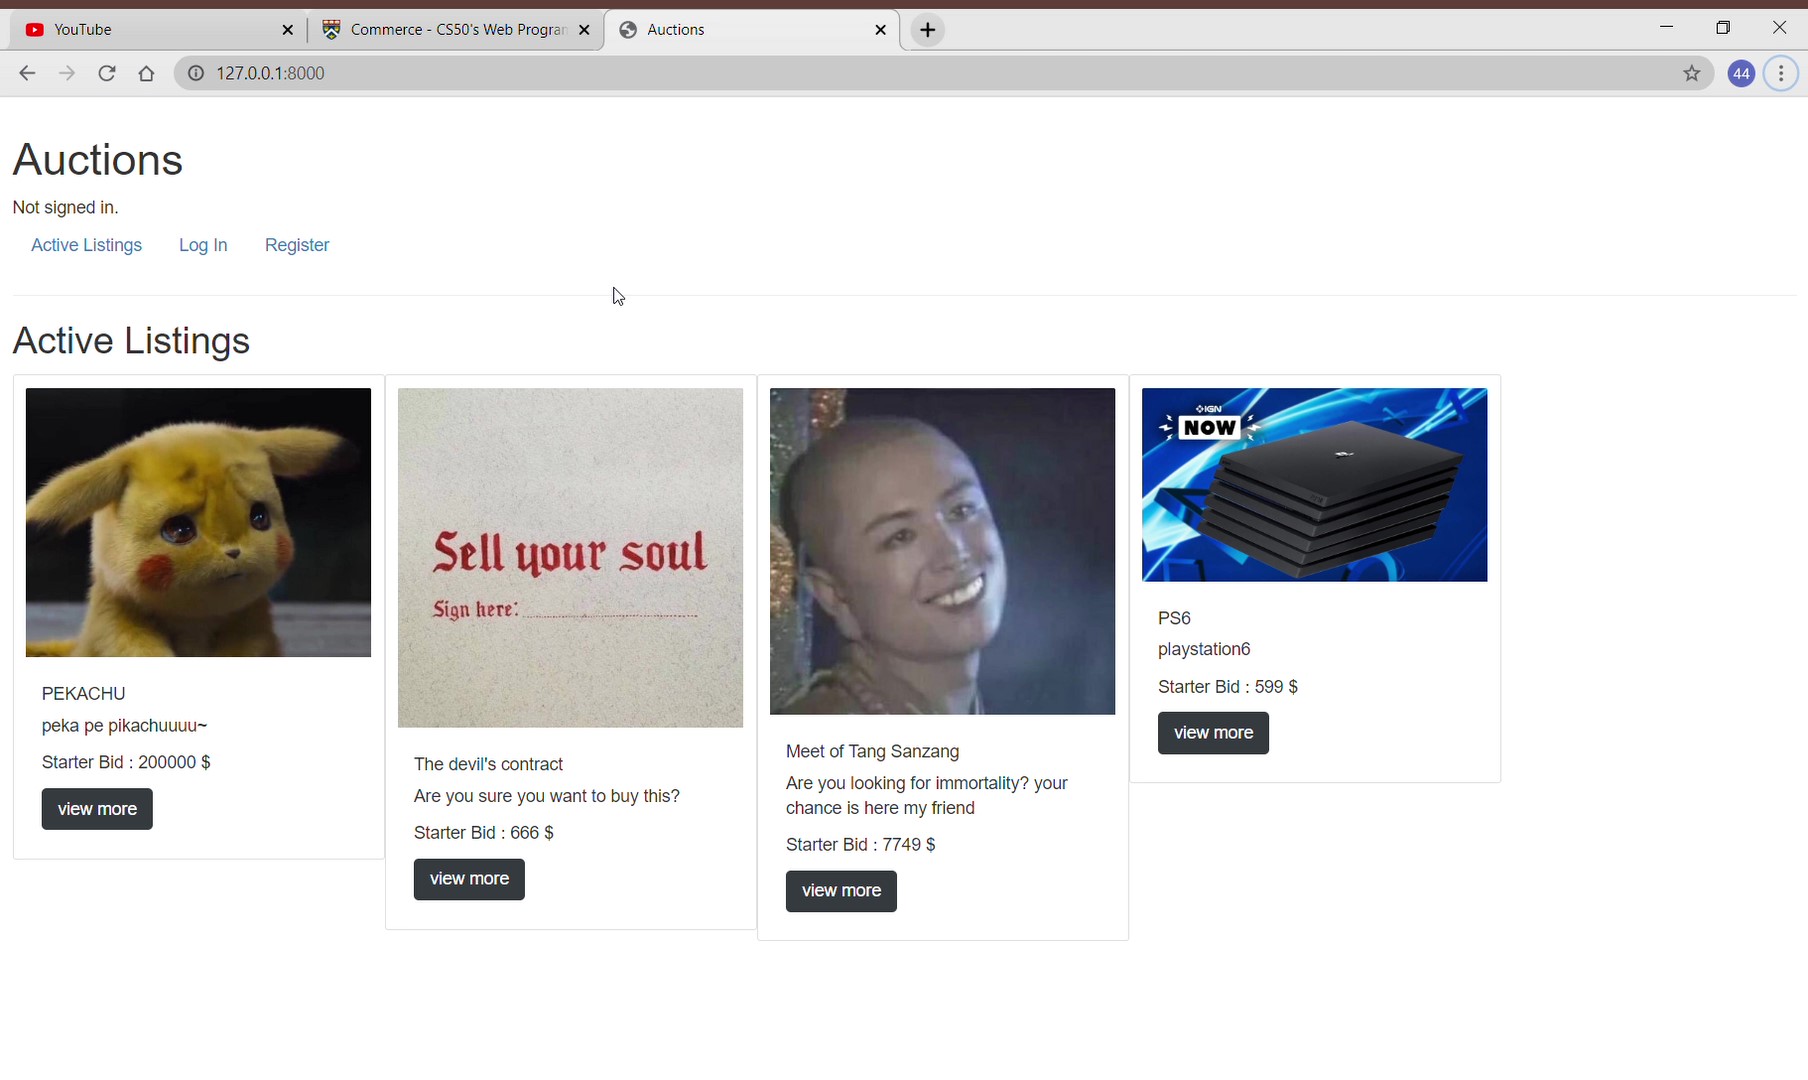 YouTube
Commerce - CS50's Web Program
Auctions
127.0.0.1:8000
44
Auctions
Not signed in.
Active Listings
Log In
Register
Active Listings
PEKACHU
peka pe pikachuuuu~
Starter Bid : 200000 $
view more
Sell your soul
Sign here:
The devil's contract
Are you sure you want to buy this?
Starter Bid : 666 $
view more
Meet of Tang Sanzang
Are you looking for immortality? your
chance is here my friend
Starter Bid : 7749 $
view more
IGN
NOW
PS6
playstation6
Starter Bid : 599 $
view more